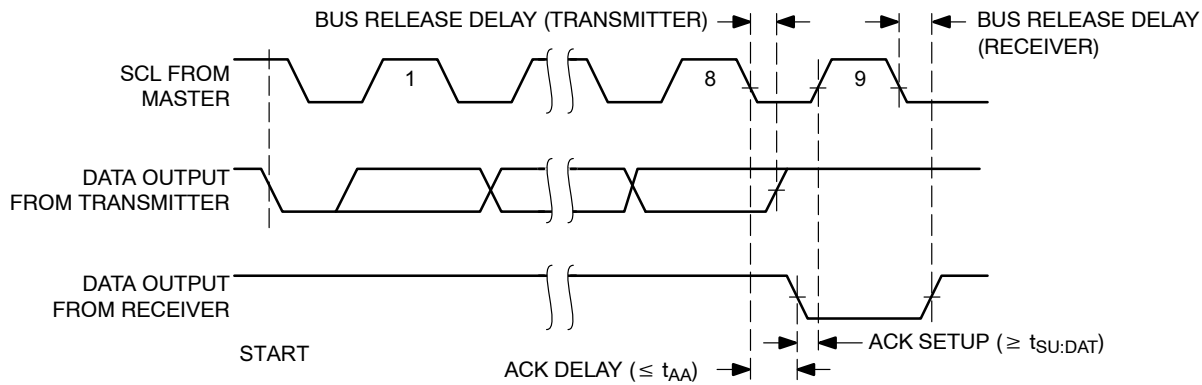 BUS RELEASE DELAY (TRANSMITTER)
BUS RELEASE DELAY
(RECEIVER)
SCL FROM
MASTER
1
8
9
DATA OUTPUT
FROM TRANSMITTER
DATA OUTPUT
FROM RECEIVER
START
ACK SETUP (≥ tSU:DAT)
ACK DELAY (≤ tAA)